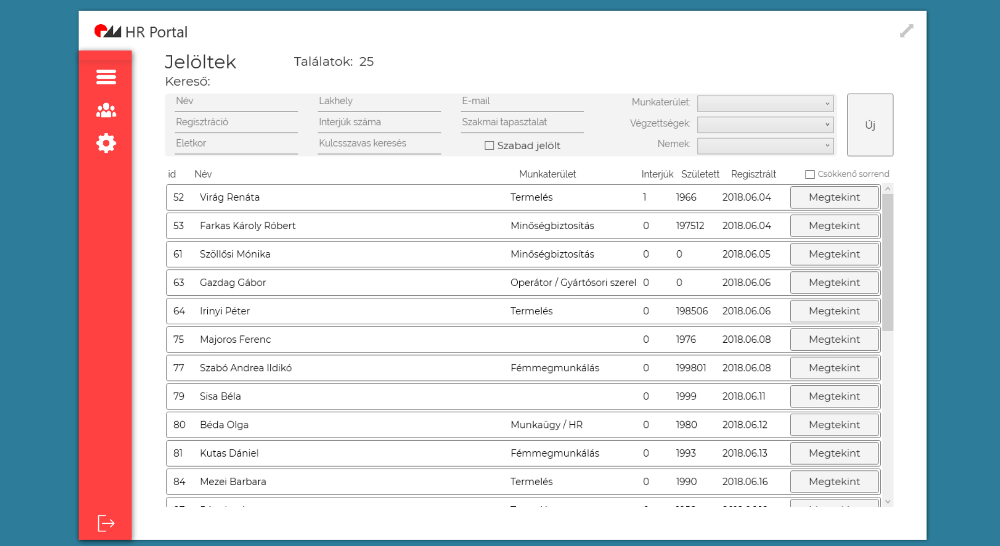 HR Portal
Jelöltek Találatok: 25
Kereső:
Név Lakhely E-mail Munkaterület:
Regisztráció Interjúk száma Szakmai tapasztalat Végzettségek:
Életkor Kulcsszavas keresés Szabad jelölt Nemek:
Új
id Név Munkaterület Interjúk Született Regisztrált Csökkenő sorrend
52 Virág Renáta Termelés 1 1966 2018.06.04 Megtekint
53 Farkas Károly Róbert Minőségbiztosítás 0 197512 2018.06.04 Megtekint
61 Szöllősi Mónika Minőségbiztosítás 0 0 2018.06.05 Megtekint
63 Gazdag Gábor Operátor / Gyártósori szerel 0 0 2018.06.06 Megtekint
64 Irinyi Péter Termelés 0 198506 2018.06.06 Megtekint
75 Majoros Ferenc 0 1976 2018.06.08 Megtekint
77 Szabó Andrea Ildikó Fémmegmunkálás 0 199801 2018.06.08 Megtekint
79 Sisa Béla 0 1999 2018.06.11 Megtekint
80 Béda Olga Munkaügy / HR 0 1980 2018.06.12 Megtekint
81 Kutas Dániel Fémmegmunkálás 0 1993 2018.06.13 Megtekint
84 Mezei Barbara Termelés 0 1990 2018.06.16 Megtekint